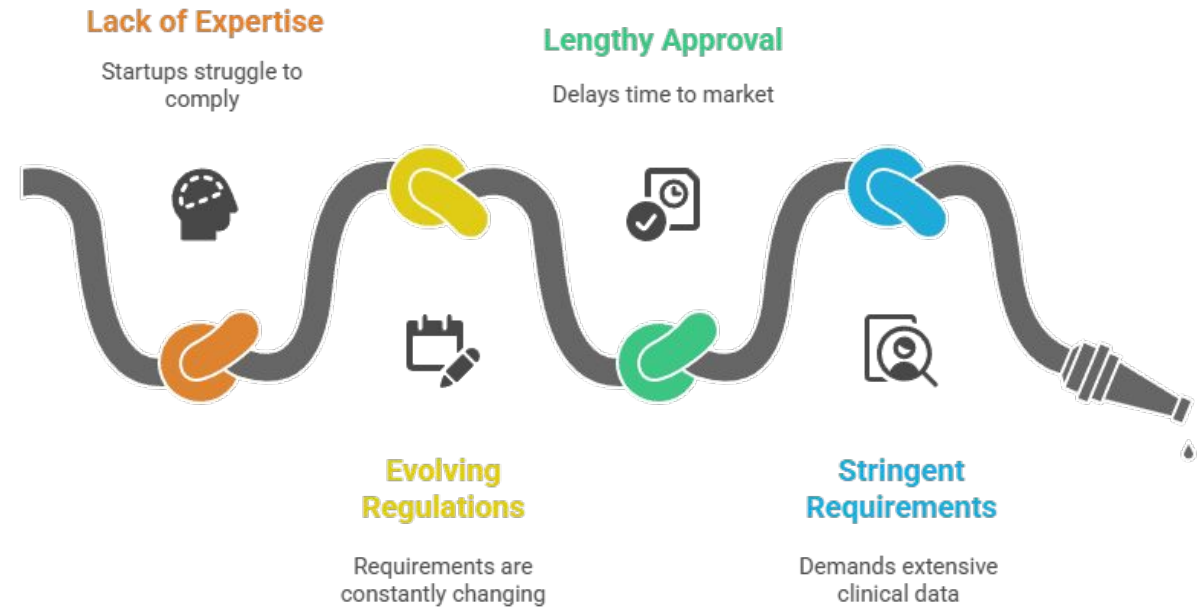 Lack of Expertise
Startups struggle to
comply
Evolving
Regulations
Requirements are
constantly changing
Lengthy Approval
Delays time to market
Stringent
Requirements
Demands extensive
clinical data